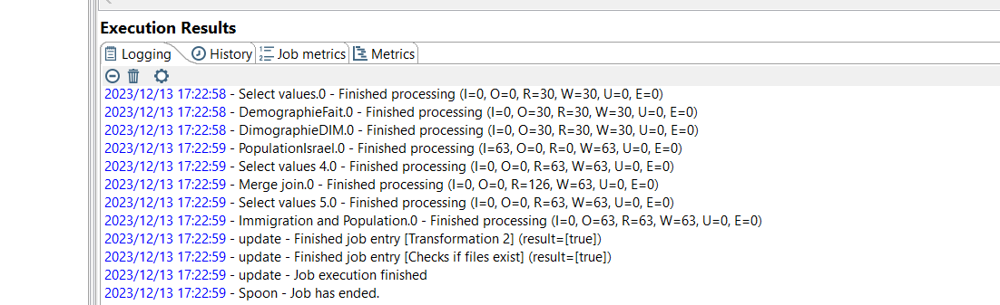 Execution Results
Logging History Job metrics Metrics
2023/12/13 17:22:58 - Select values.0 - Finished processing (I=0, O=0, R=30, W=30, U=0, E=0)
2023/12/13 17:22:58 - DemographieFait.0 - Finished processing (I=0, O=30, R=30, W=30, U=0, E=0)
2023/12/13 17:22:58 - DimographieDIM.0 - Finished processing (I=0, O=30, R=30, W=30, U=0, E=0)
2023/12/13 17:22:59 - PopulationIsrael.0 - Finished processing (I=63, O=0, R=0, W=63, U=0, E=0)
2023/12/13 17:22:59 - Select values 4.0 - Finished processing (I=0, O=0, R=63, W=63, U=0, E=0)
2023/12/13 17:22:59 - Merge join.0 - Finished processing (I=0, O=0, R=126, W=63, U=0, E=0)
2023/12/13 17:22:59 - Select values 5.0 - Finished processing (I=0, O=0, R=63, W=63, U=0, E=0)
2023/12/13 17:22:59 - Immigration and Population.0 - Finished processing (I=0, O=63, R=63, W=63, U=0, E=0)
2023/12/13 17:22:59 - update - Finished job entry [Transformation 2] (result=[true])
2023/12/13 17:22:59 - update - Finished job entry [Checks if files exist] (result=[true])
2023/12/13 17:22:59 - update - Job execution finished
2023/12/13 17:22:59 - Spoon - Job has ended.